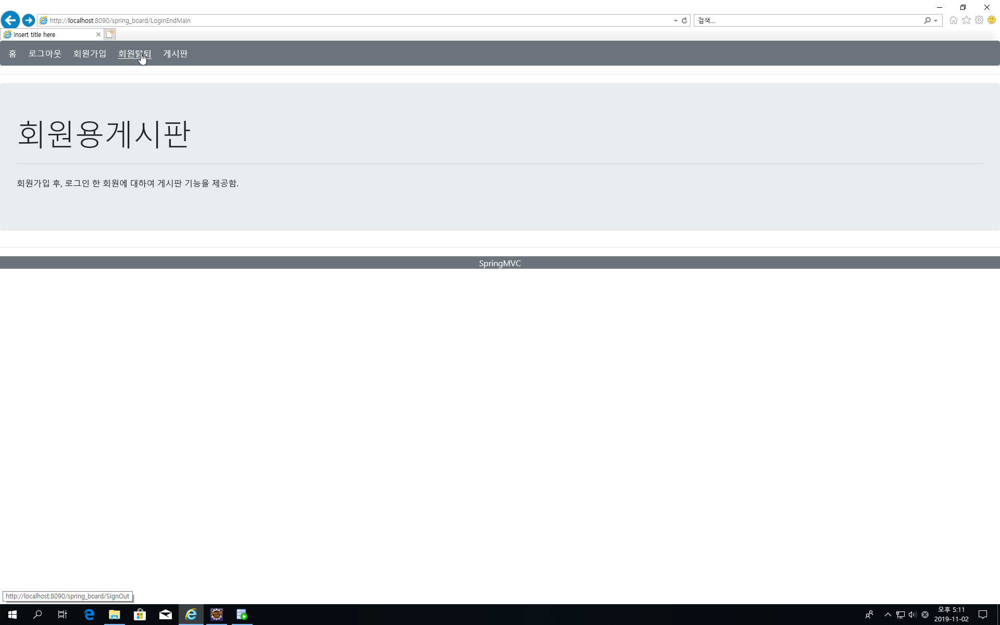 http://localhost:8090/spring_board/LoginEndMain
검색...
Insert title here
홈 로그아웃 회원가입 회원탈퇴 게시판
회원용게시판
회원가입 후, 로그인 한 회원에 대하여 게시판 기능을 제공함.
SpringMVC
http://localhost:8090/spring_board/SignOut
오후 5:11
2019-11-02